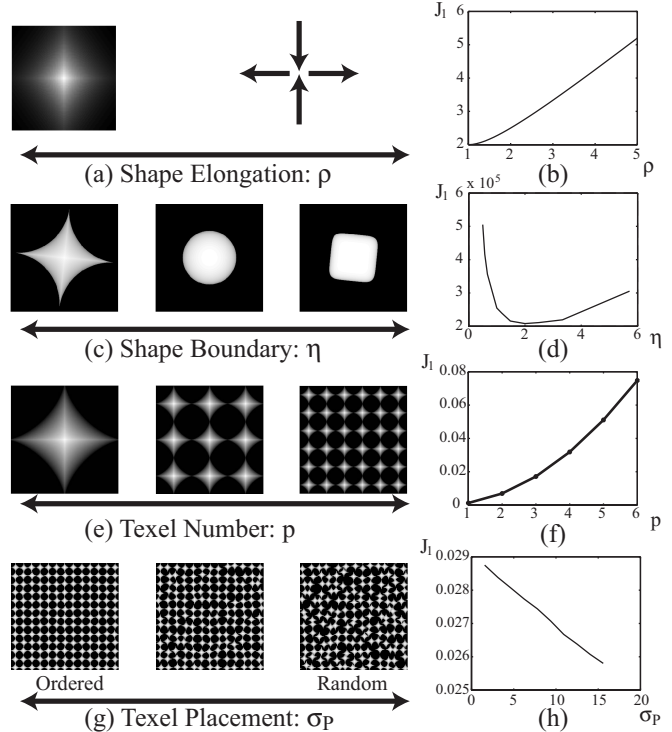 J₁
6
5
4
3
2
1 2 3 4 5
ρ
(a) Shape Elongation: ρ
(b)
J₁
6 x 10⁵
5
4
3
2
0 2 4 6
η
(c) Shape Boundary: η
(d)
J₁
0.08
0.06
0.04
0.02
0
1 2 3 4 5 6
p
(e) Texel Number: p
(f)
J₁
0.029
0.028
0.027
0.026
0.025
0 5 10 15 20
σP
Ordered Random
(g) Texel Placement: σP
(h)